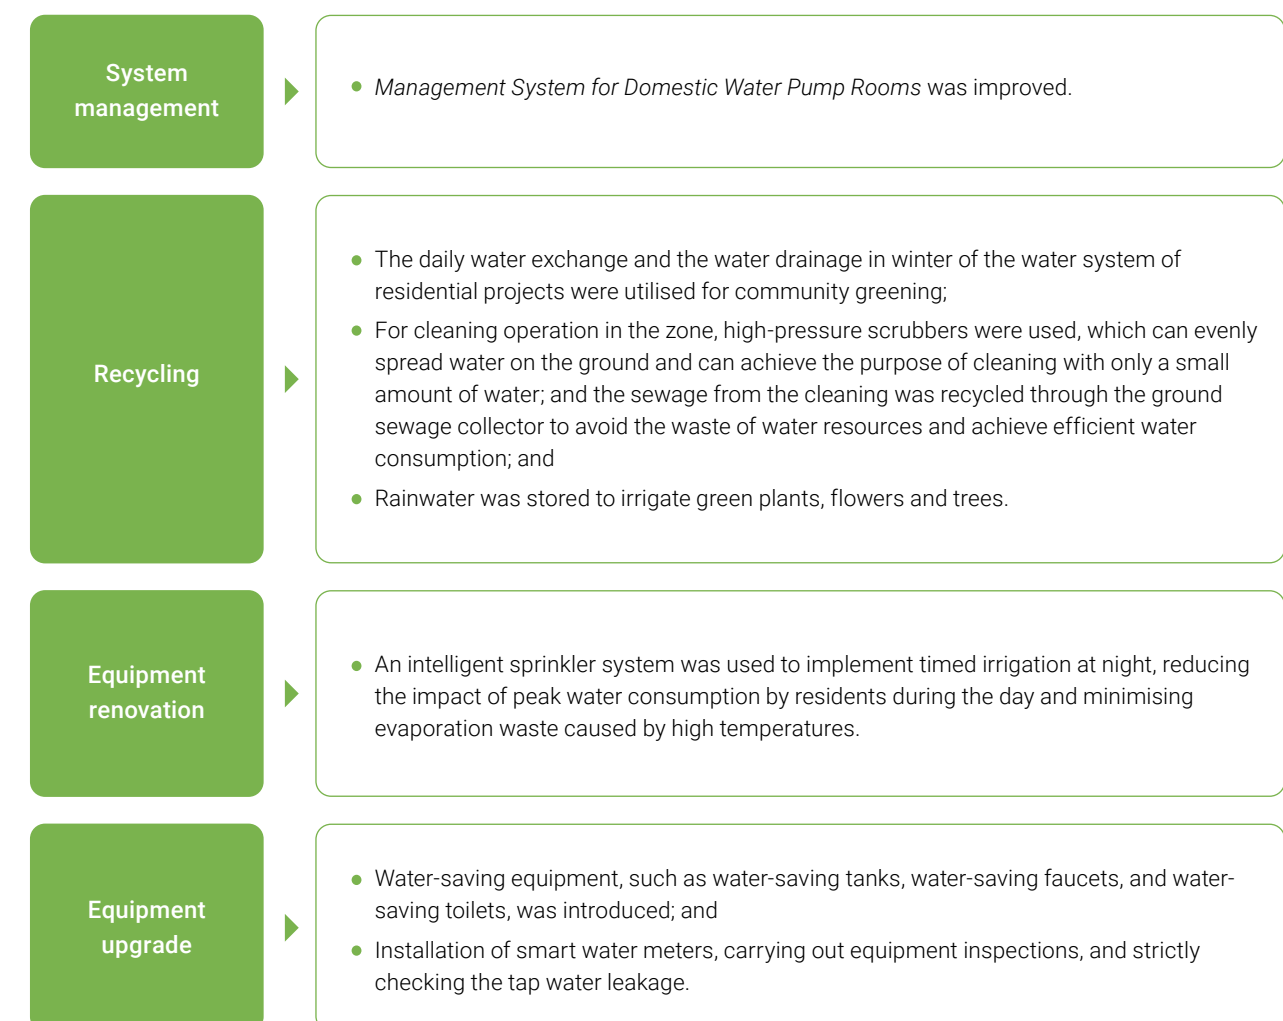 System
management
● Management System for Domestic Water Pump Rooms was improved.
Recycling
● The daily water exchange and the water drainage in winter of the water system of
residential projects were utilised for community greening;
● For cleaning operation in the zone, high-pressure scrubbers were used, which can evenly
spread water on the ground and can achieve the purpose of cleaning with only a small
amount of water; and the sewage from the cleaning was recycled through the ground
sewage collector to avoid the waste of water resources and achieve efficient water
consumption; and
● Rainwater was stored to irrigate green plants, flowers and trees.
Equipment
renovation
● An intelligent sprinkler system was used to implement timed irrigation at night, reducing
the impact of peak water consumption by residents during the day and minimising
evaporation waste caused by high temperatures.
Equipment
upgrade
● Water-saving equipment, such as water-saving tanks, water-saving faucets, and water-
saving toilets, was introduced; and
● Installation of smart water meters, carrying out equipment inspections, and strictly
checking the tap water leakage.